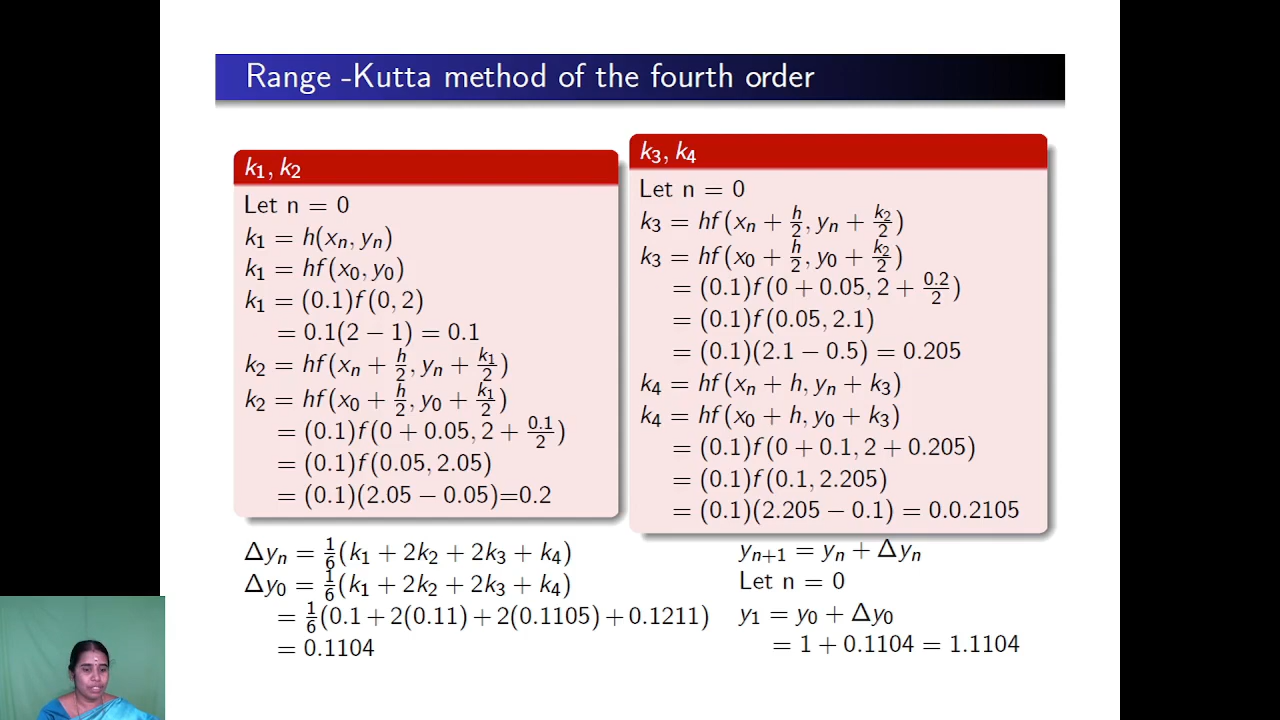 Range -Kutta method of the fourth order
k₁, k₂
Let n = 0
k₁ = h(xₙ, yₙ)
k₁ = hf(x₀, y₀)
k₁ = (0.1)f(0, 2)
= 0.1(2 − 1) = 0.1
k₂ = hf(xₙ + h/2, yₙ + k₁/2)
k₂ = hf(x₀ + h/2, y₀ + k₁/2)
= (0.1)f(0 + 0.05, 2 + 0.1/2)
= (0.1)f(0.05, 2.05)
= (0.1)(2.05 − 0.05)=0.2
k₃, k₄
Let n = 0
k₃ = hf(xₙ + h/2, yₙ + k₂/2)
k₃ = hf(x₀ + h/2, y₀ + k₂/2)
= (0.1)f(0 + 0.05, 2 + 0.2/2)
= (0.1)f(0.05, 2.1)
= (0.1)(2.1 − 0.5) = 0.205
k₄ = hf(xₙ + h, yₙ + k₃)
k₄ = hf(x₀ + h, y₀ + k₃)
= (0.1)f(0 + 0.1, 2 + 0.205)
= (0.1)f(0.1, 2.205)
= (0.1)(2.205 − 0.1) = 0.0.2105
Δyₙ = 1/6(k₁ + 2k₂ + 2k₃ + k₄)
Δy₀ = 1/6(k₁ + 2k₂ + 2k₃ + k₄)
= 1/6(0.1 + 2(0.11) + 2(0.1105) + 0.1211)
= 0.1104
yₙ₊₁ = yₙ + Δyₙ
Let n = 0
y₁ = y₀ + Δy₀
= 1 + 0.1104 = 1.1104